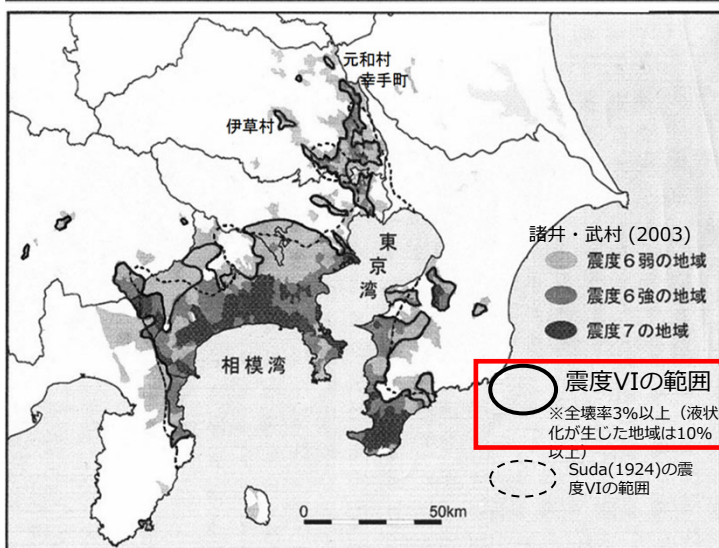 元和村
幸手町
伊草村
東京湾
相模湾
諸井・武村 (2003)
震度6弱の地域
震度6強の地域
震度7の地域
震度VIの範囲
※全壊率3%以上（液状
化が生じた地域は10%
以上）
Suda(1924)の震
度VIの範囲
0
50km